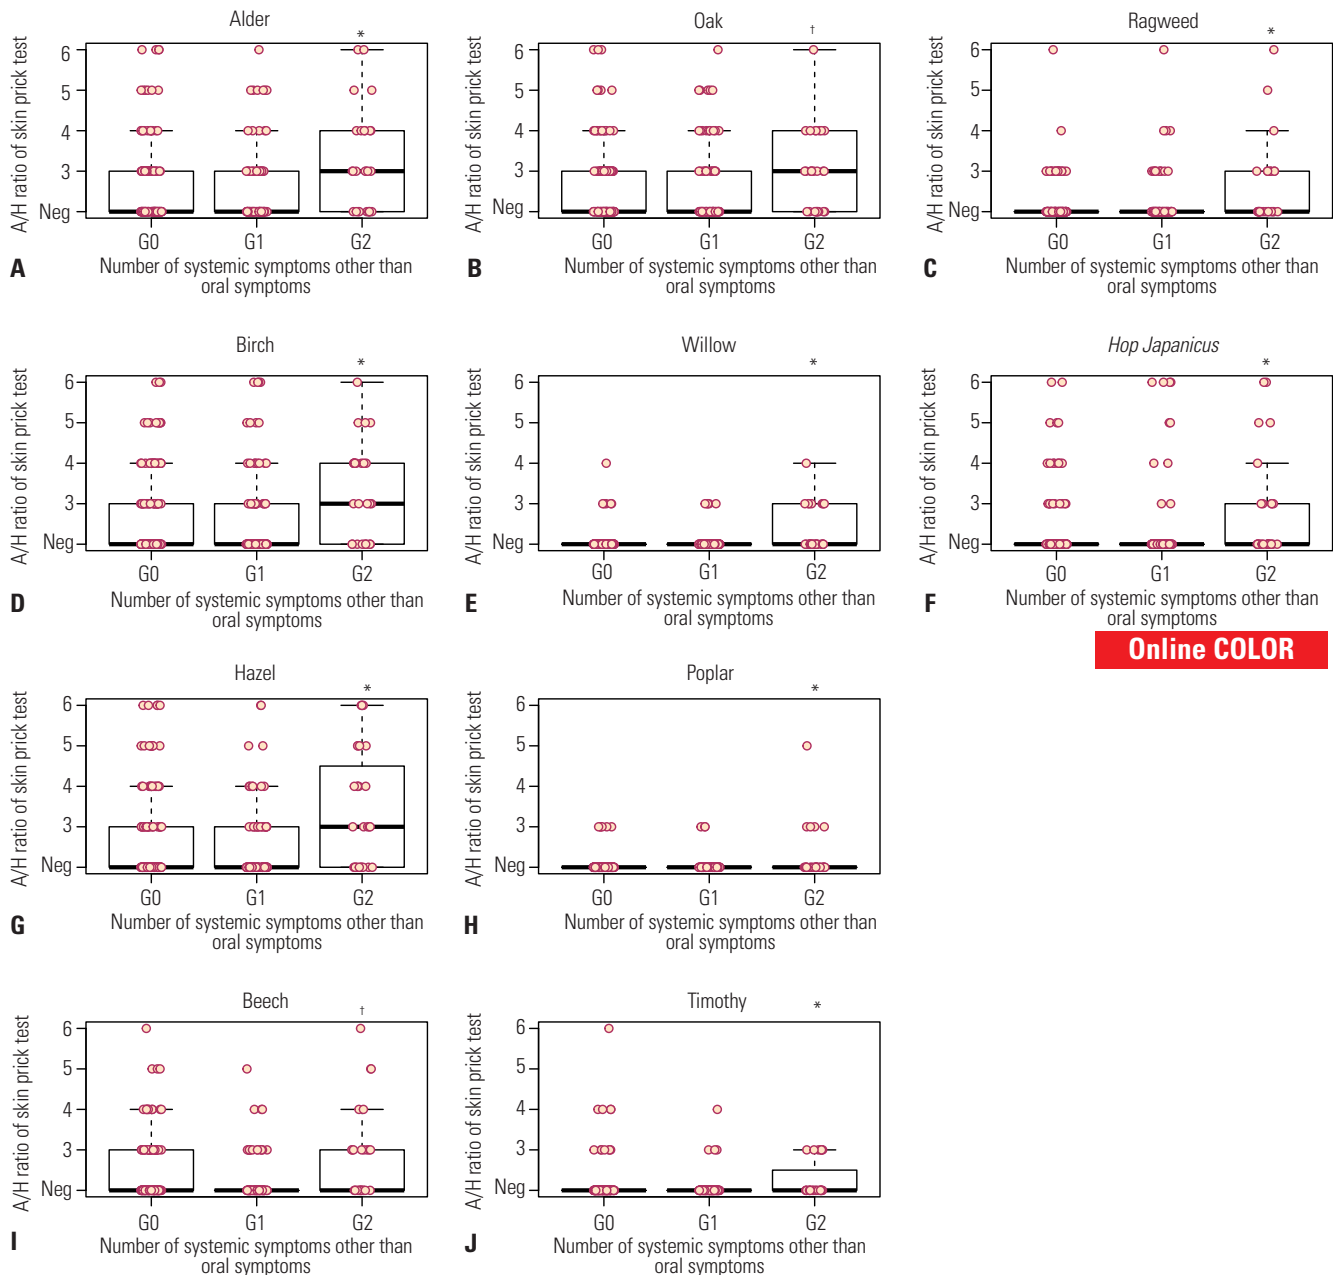 Alder
*
A/H ratio of skin prick test
6
5
4
3
Neg
G0 G1 G2
A
Number of systemic symptoms other than
oral symptoms
Oak
†
A/H ratio of skin prick test
6
5
4
3
Neg
G0 G1 G2
B
Number of systemic symptoms other than
oral symptoms
Ragweed
*
A/H ratio of skin prick test
6
5
4
3
Neg
G0 G1 G2
C
Number of systemic symptoms other than
oral symptoms
Birch
*
A/H ratio of skin prick test
6
5
4
3
Neg
G0 G1 G2
D
Number of systemic symptoms other than
oral symptoms
Willow
*
A/H ratio of skin prick test
6
5
4
3
Neg
G0 G1 G2
E
Number of systemic symptoms other than
oral symptoms
Hop Japanicus
*
A/H ratio of skin prick test
6
5
4
3
Neg
G0 G1 G2
F
Number of systemic symptoms other than
oral symptoms
Online COLOR
Hazel
*
A/H ratio of skin prick test
6
5
4
3
Neg
G0 G1 G2
G
Number of systemic symptoms other than
oral symptoms
Poplar
*
A/H ratio of skin prick test
6
5
4
3
Neg
G0 G1 G2
H
Number of systemic symptoms other than
oral symptoms
Beech
†
A/H ratio of skin prick test
6
5
4
3
Neg
G0 G1 G2
I
Number of systemic symptoms other than
oral symptoms
Timothy
*
A/H ratio of skin prick test
6
5
4
3
Neg
G0 G1 G2
J
Number of systemic symptoms other than
oral symptoms